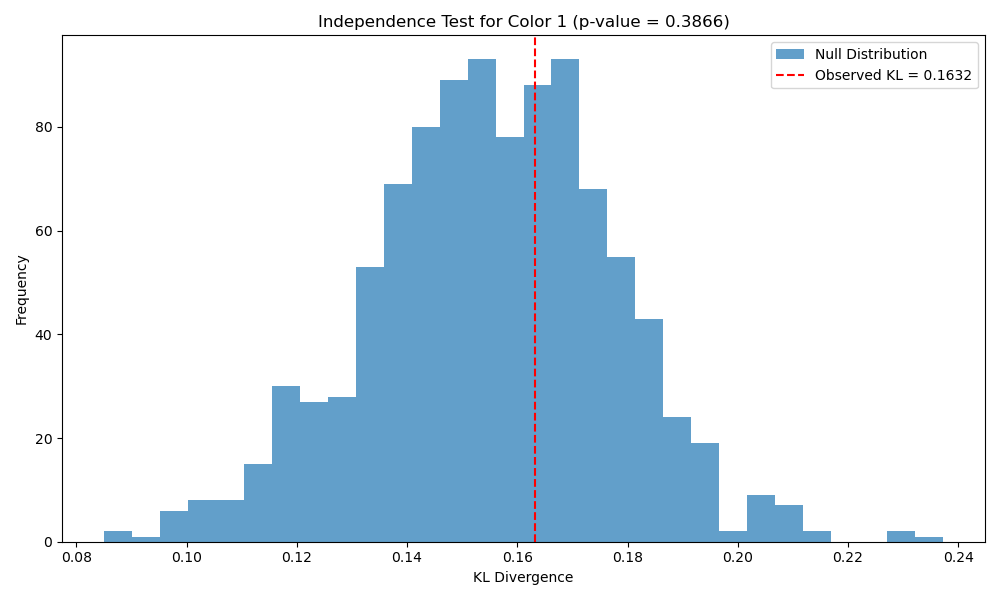 Independence Test for Color 1 (p-value = 0.3866)
Null Distribution
Observed KL = 0.1632
Frequency
80
60
40
20
0
0.08 0.10 0.12 0.14 0.16 0.18 0.20 0.22 0.24
KL Divergence